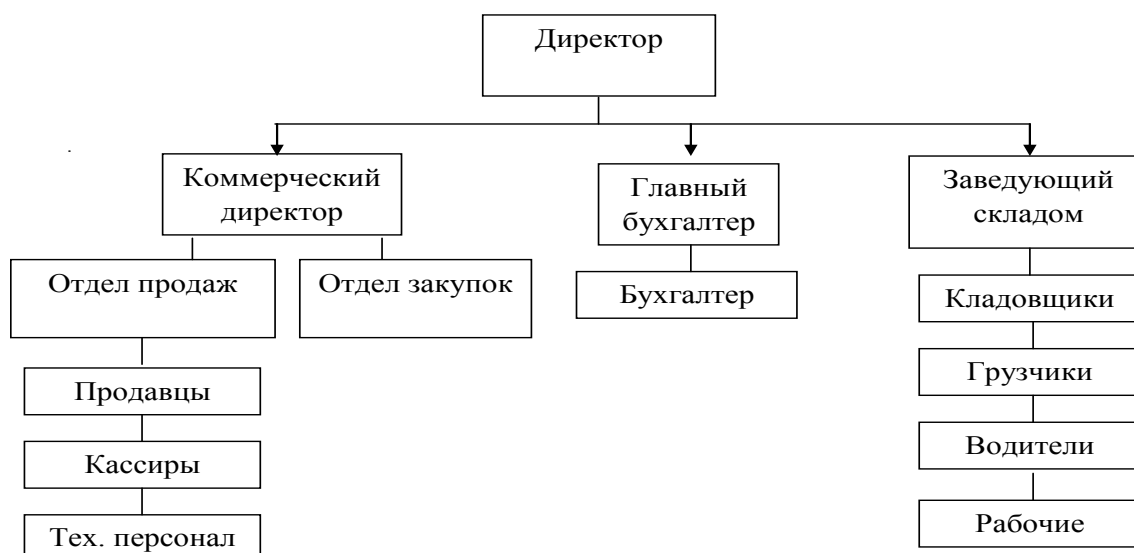 Директор
Коммерческий
директор
Главный
бухгалтер
Заведующий
складом
Отдел продаж
Отдел закупок
Бухгалтер
Кладовщики
Продавцы
Грузчики
Кассиры
Водители
Тех. персонал
Рабочие